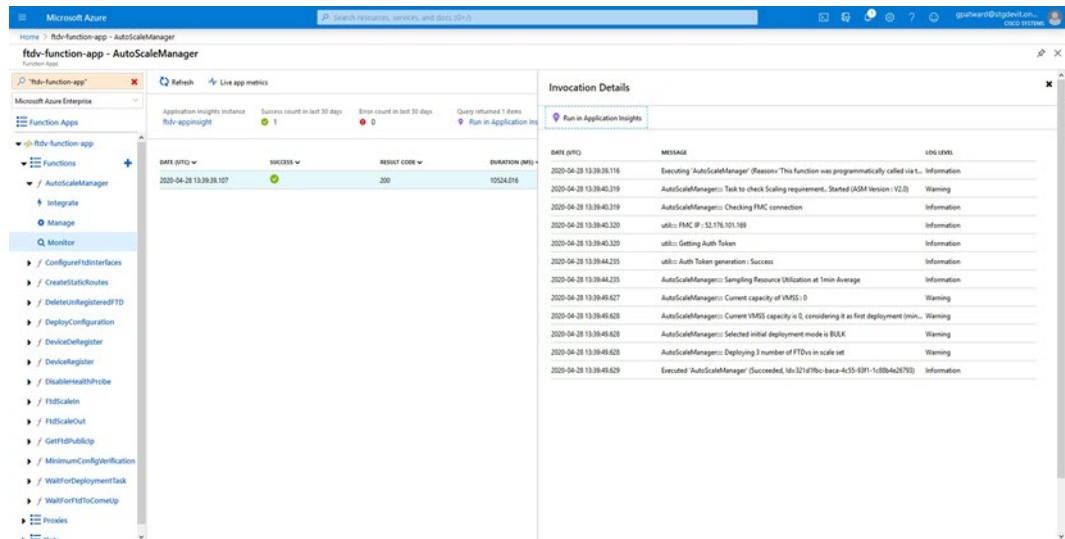 Microsoft Azure
Search resources, services, and docs (G+/)
gpatward@stgdevit.on...
CISCO SYSTEMS
Home > ftdv-function-app - AutoScaleManager
ftdv-function-app - AutoScaleManager
Function Apps
"ftdv-function-app"
Microsoft Azure Enterprise
Function Apps
ftdv-function-app
Functions
AutoScaleManager
Integrate
Manage
Monitor
ConfigureFtdInterfaces
CreateStaticRoutes
DeleteUnRegisteredFTD
DeployConfiguration
DeviceDeRegister
DeviceRegister
DisableHealthProbe
FtdScaleIn
FtdScaleOut
GetFtdPublicIp
MinimumConfigVerification
WaitForDeploymentTask
WaitForFtdToComeUp
Proxies
Refresh Live app metrics
Application Insights Instance Success count in last 30 days Error count in last 30 days Query returned 1 items
ftdv-appinsight 1 0 Run in Application Ins
DATE (UTC) SUCCESS RESULT CODE DURATION (MS)
2020-04-28 13:39:39.107 200 10524.016
Invocation Details
Run in Application Insights
DATE (UTC) MESSAGE LOG LEVEL
2020-04-28 13:39:39.116 Executing 'AutoScaleManager' (Reason='This function was programmatically called via t... Information
2020-04-28 13:39:40.319 AutoScaleManager::: Task to check Scaling requirement.. Started (ASM Version : V2.0) Warning
2020-04-28 13:39:40.319 AutoScaleManager::: Checking FMC connection Information
2020-04-28 13:39:40.320 util::: FMC IP : 52.176.101.169 Information
2020-04-28 13:39:40.320 util::: Getting Auth Token Information
2020-04-28 13:39:44.235 util::: Auth Token generation : Success Information
2020-04-28 13:39:44.235 AutoScaleManager::: Sampling Resource Utilization at 1min Average Information
2020-04-28 13:39:49.627 AutoScaleManager::: Current capacity of VMSS : 0 Warning
2020-04-28 13:39:49.628 AutoScaleManager::: Current VMSS capacity is 0, considering it as first deployment (min... Warning
2020-04-28 13:39:49.628 AutoScaleManager::: Selected initial deployment mode is BULK Warning
2020-04-28 13:39:49.628 AutoScaleManager::: Deploying 3 number of FTDvs in scale set Warning
2020-04-28 13:39:49.629 Executed 'AutoScaleManager' (Succeeded, Id=321d1fbc-baca-4c55-93f1-1c88b4e26793) Information